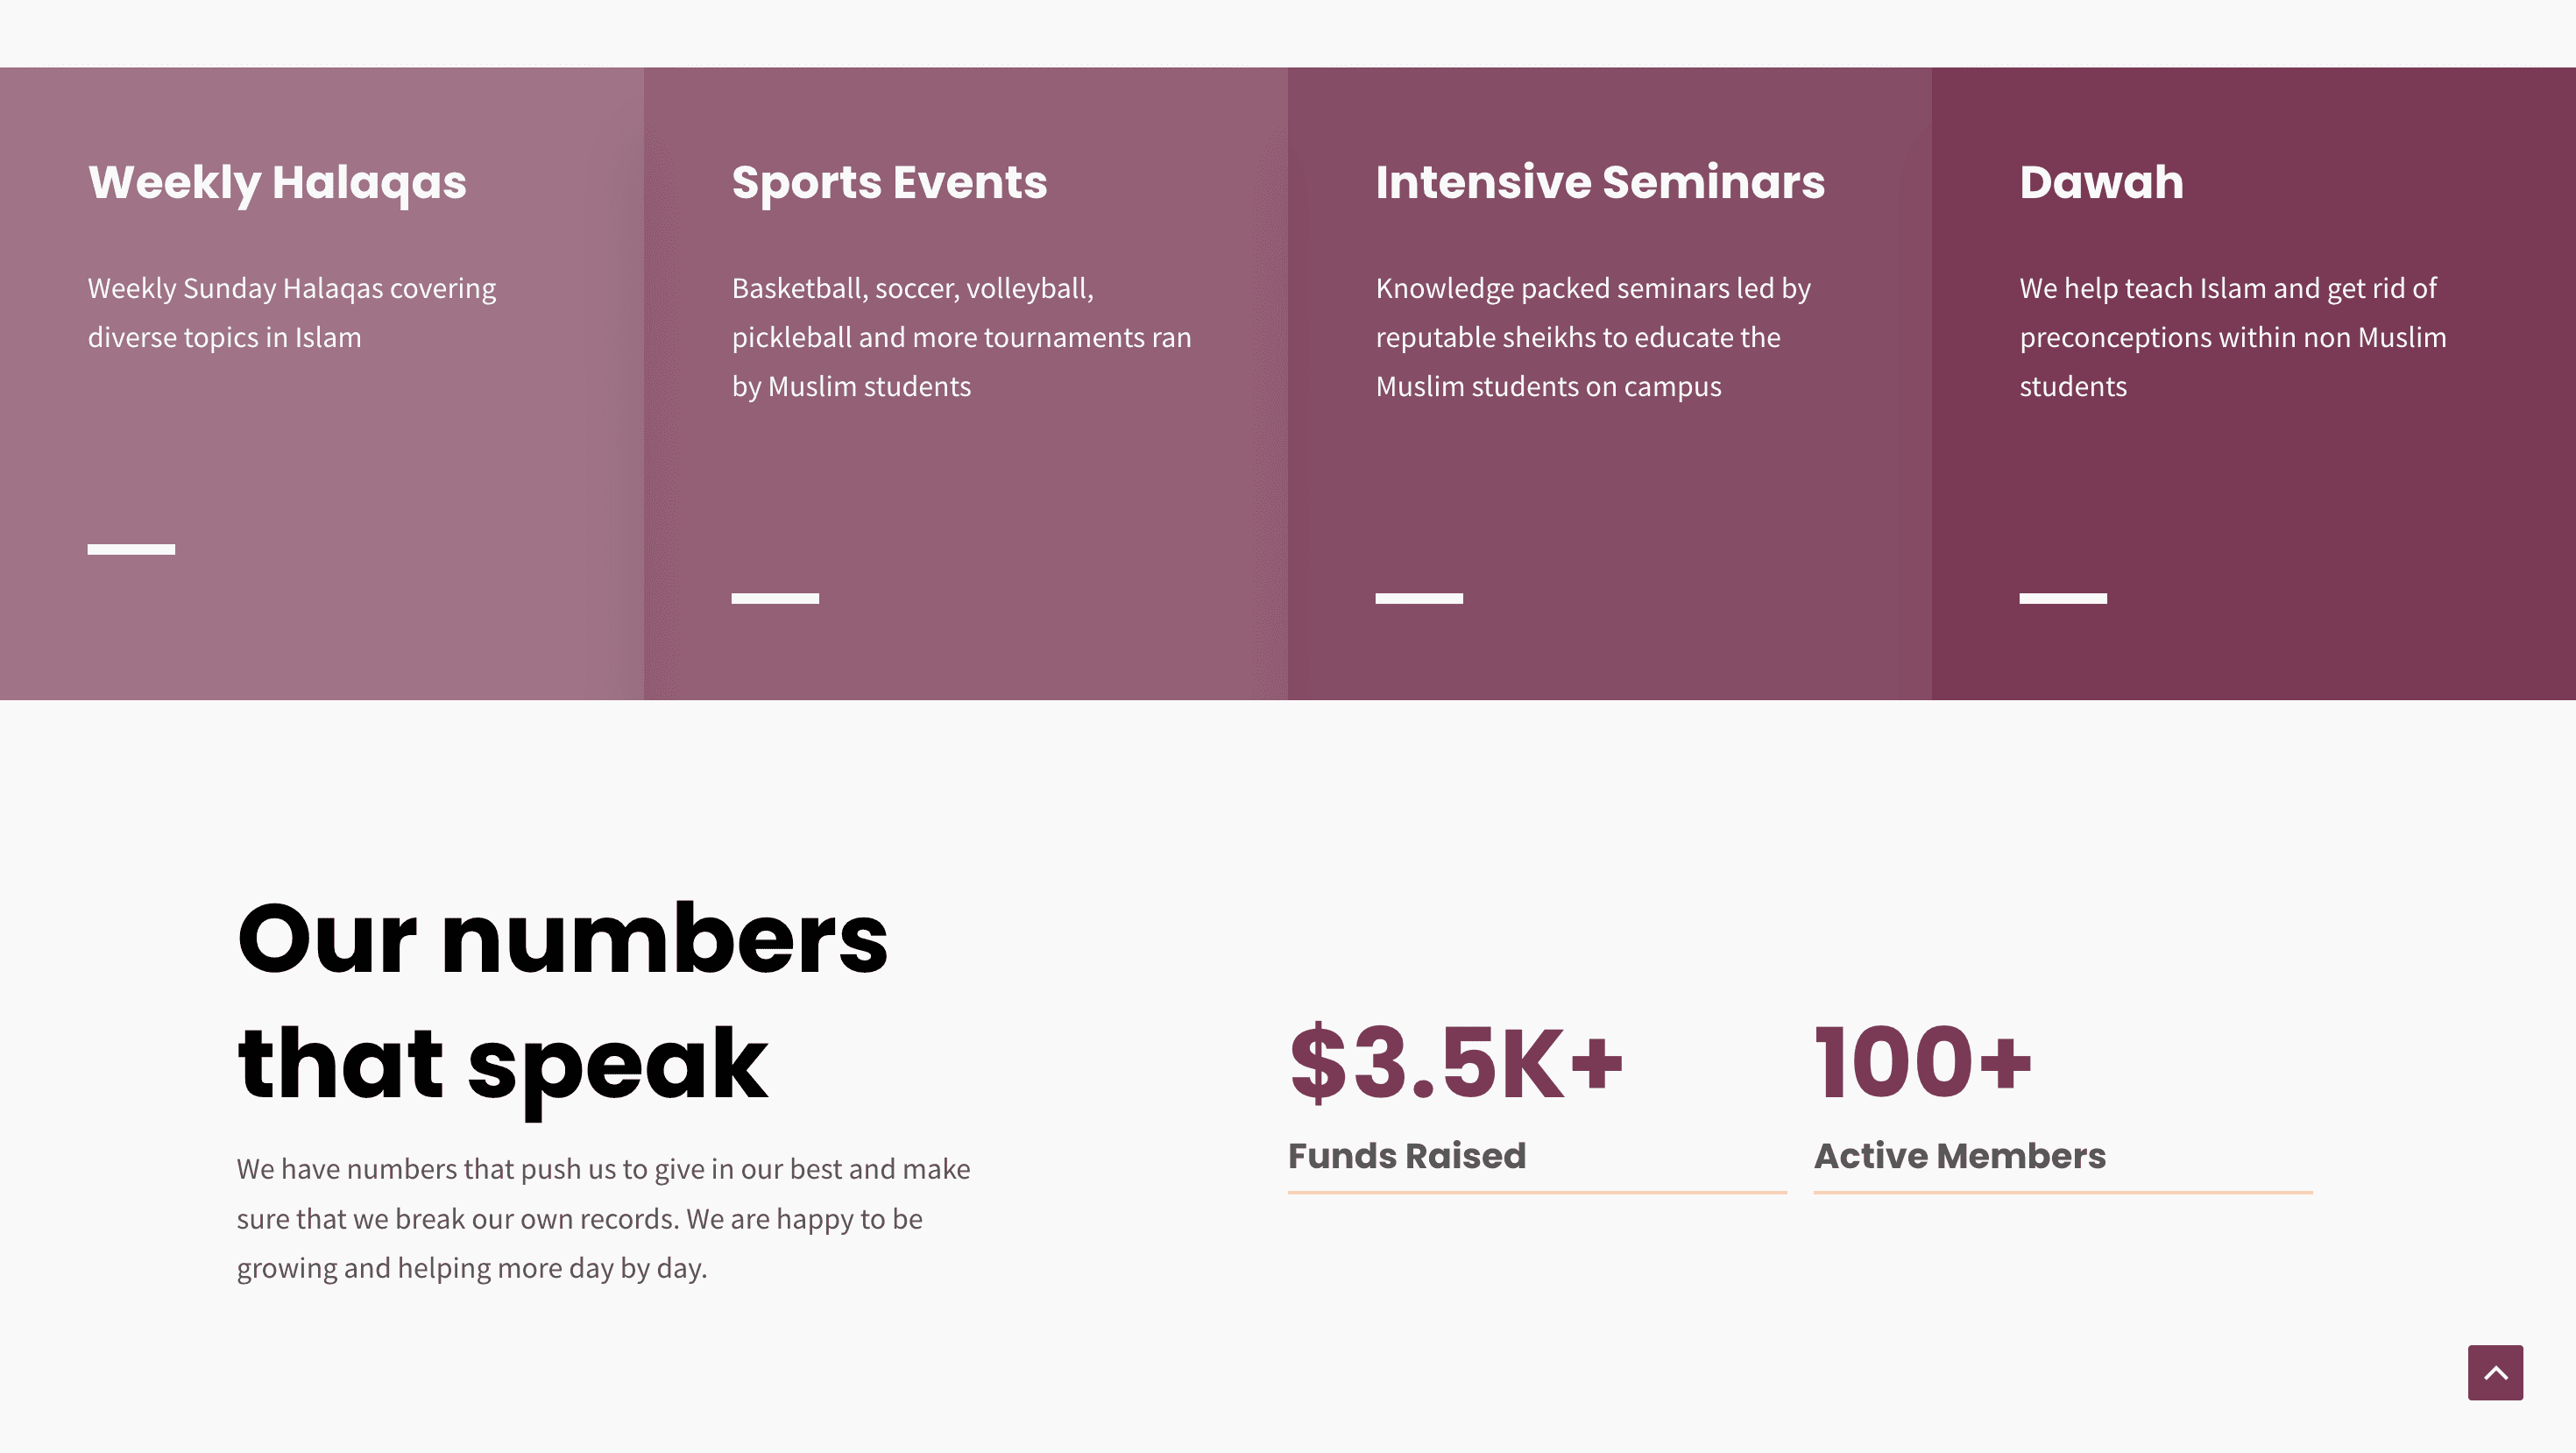 Weekly Halaqas
Weekly Sunday Halaqas covering
diverse topics in Islam
Sports Events
Basketball, soccer, volleyball,
pickleball and more tournaments ran
by Muslim students
Intensive Seminars
Knowledge packed seminars led by
reputable sheikhs to educate the
Muslim students on campus
Dawah
We help teach Islam and get rid of
preconceptions within non Muslim
students
Our numbers
that speak
We have numbers that push us to give in our best and make
sure that we break our own records. We are happy to be
growing and helping more day by day.
$3.5K+
Funds Raised
100+
Active Members